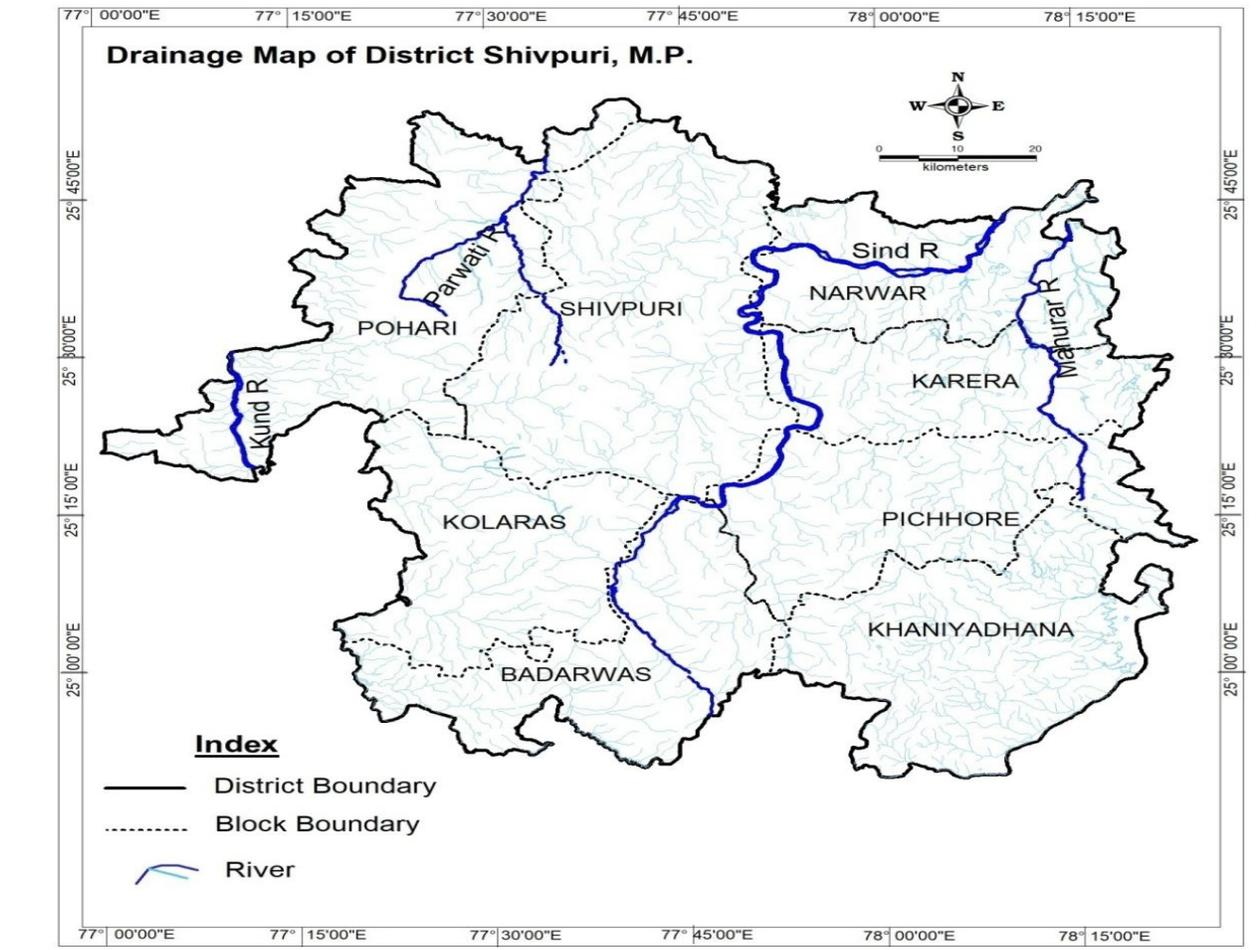 77° 00'00"E 77° 15'00"E 77° 30'00"E 77° 45'00"E 78° 00'00"E 78° 15'00"E
Drainage Map of District Shivpuri, M.P.
N
W E
S
0 10 20
kilometers
25° 45'00"E
25° 45'00"E
Sind R
Parwati R
NARWAR
SHIVPURI
Mahurar R
POHARI
25° 30'00"E
25° 30'00"E
KARERA
Kund R
25° 15'00"E
25° 15'00"E
KOLARAS
PICHHORE
KHANIYADHANA
25° 00'00"E
25° 00'00"E
BADARWAS
Index
District Boundary
Block Boundary
River
77° 00'00"E 77° 15'00"E 77° 30'00"E 77° 45'00"E 78° 00'00"E 78° 15'00"E